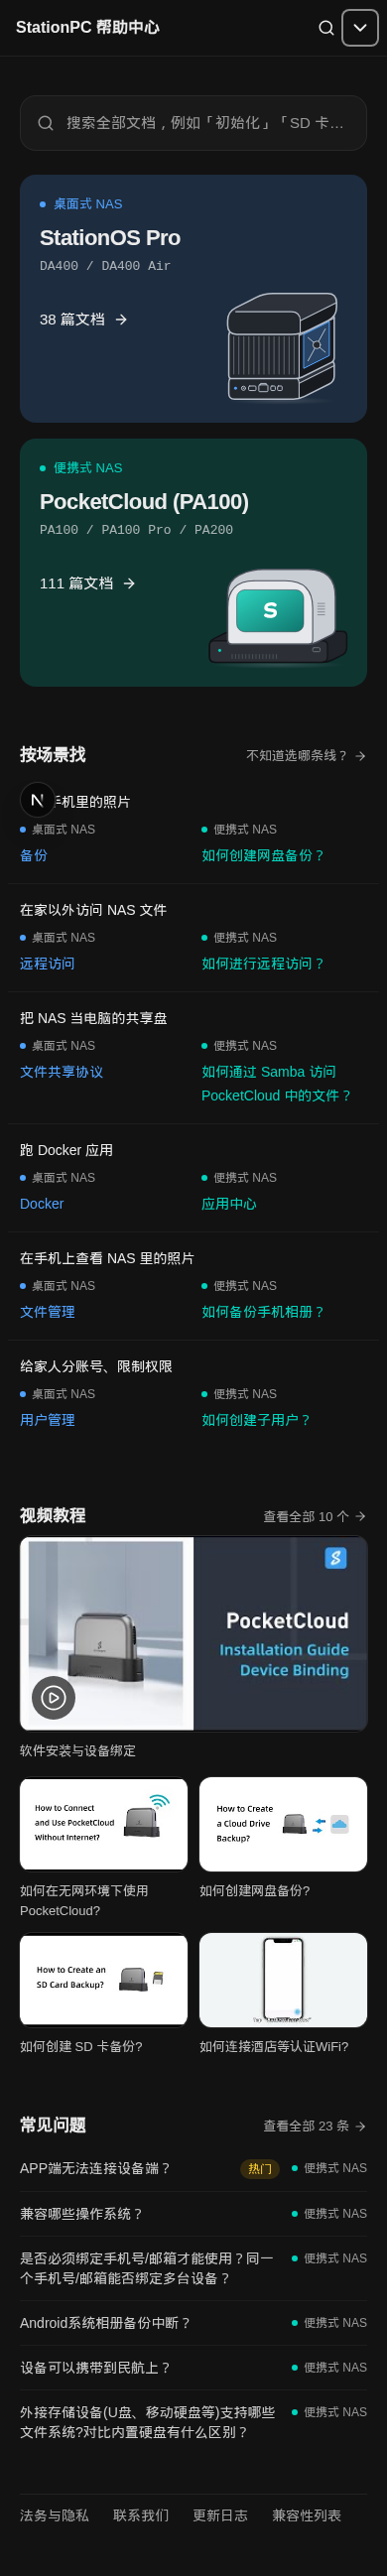 StationPC 帮助中心
搜索全部文档，例如「初始化」「SD 卡…
桌面式 NAS
StationOS Pro
DA400 / DA400 Air
38 篇文档
便携式 NAS
PocketCloud (PA100)
PA100 / PA100 Pro / PA200
111 篇文档
S
按场景找
不知道选哪条线？
N
手机里的照片
桌面式 NAS
便携式 NAS
备份
如何创建网盘备份？
在家以外访问 NAS 文件
桌面式 NAS
便携式 NAS
远程访问
如何进行远程访问？
把 NAS 当电脑的共享盘
桌面式 NAS
便携式 NAS
文件共享协议
如何通过 Samba 访问
PocketCloud 中的文件？
跑 Docker 应用
桌面式 NAS
便携式 NAS
Docker
应用中心
在手机上查看 NAS 里的照片
桌面式 NAS
便携式 NAS
文件管理
如何备份手机相册？
给家人分账号、限制权限
桌面式 NAS
便携式 NAS
用户管理
如何创建子用户？
视频教程
查看全部 10 个
PocketCloud
Installation Guide
Device Binding
软件安装与设备绑定
How to Connect
and Use PocketCloud
Without Internet?
How to Create
a Cloud Drive
Backup?
如何在无网环境下使用
PocketCloud?
如何创建网盘备份?
How to Create an
SD Card Backup?
如何创建 SD 卡备份?
如何连接酒店等认证WiFi?
常见问题
查看全部 23 条
APP端无法连接设备端？
热门
便携式 NAS
兼容哪些操作系统？
便携式 NAS
是否必须绑定手机号/邮箱才能使用？同一
个手机号/邮箱能否绑定多台设备？
便携式 NAS
Android系统相册备份中断？
便携式 NAS
设备可以携带到民航上？
便携式 NAS
外接存储设备(U盘、移动硬盘等)支持哪些
文件系统?对比内置硬盘有什么区别？
便携式 NAS
法务与隐私
联系我们
更新日志
兼容性列表